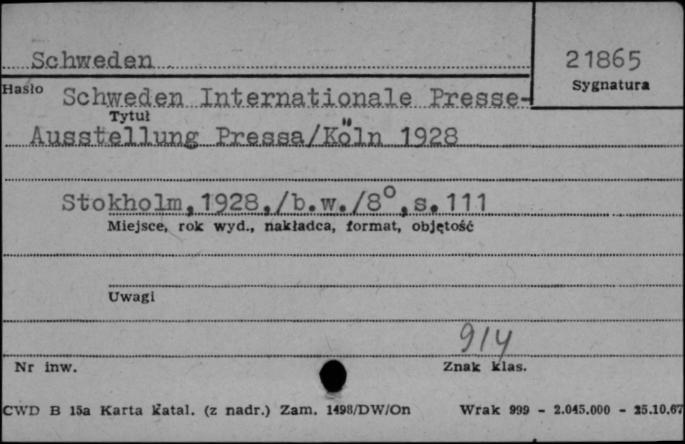 Schweden
21865
Hasło
Sygnatura
Schweden Internationale Presse-
Tytuł
Ausstellung Pressa/Köln 1928
Stokholm,1928,/b.w./8°,s.111
Miejsce, rok wyd., nakładca, format, objętość
Uwagi
914
Nr inw.
Znak klas.
CWD B 15a Karta katal. (z nadr.) Zam. 1498/DW/On Wrak 999 - 2.045.000 - 25.10.67